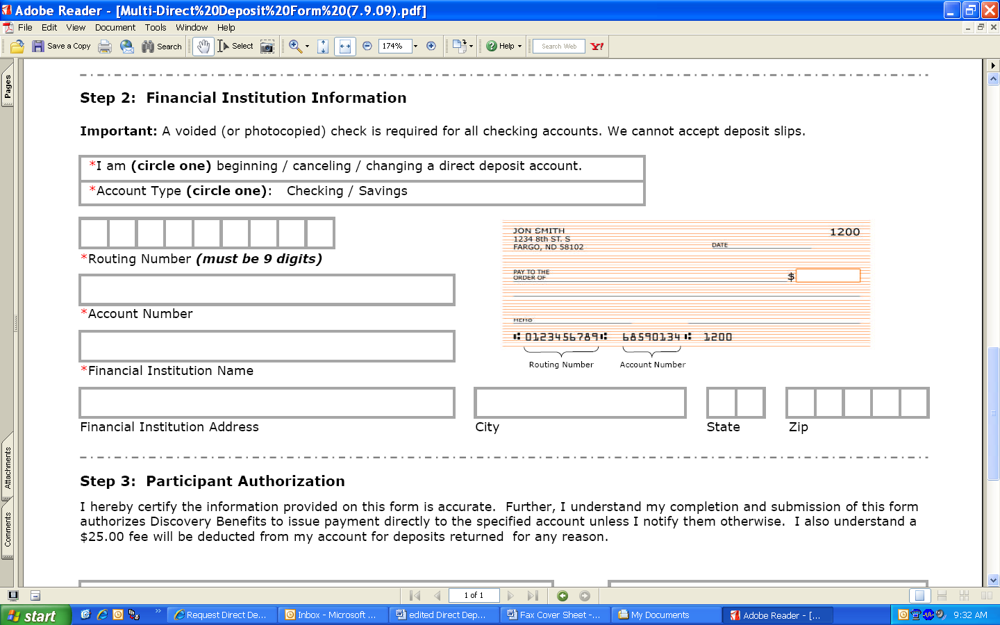 Adobe Reader - [Multi-Direct%20Deposit%20Form%20(7.9.09).pdf]
File Edit View Document Tools Window Help
Save a Copy Search Select 174% Help Search Web Y!
Pages
Step 2: Financial Institution Information
Important: A voided (or photocopied) check is required for all checking accounts. We cannot accept deposit slips.
*I am (circle one) beginning / canceling / changing a direct deposit account.
*Account Type (circle one): Checking / Savings
*Routing Number (must be 9 digits)
*Account Number
*Financial Institution Name
JON SMITH 1200
1234 8th ST. S
FARGO, ND 58102 DATE
PAY TO THE
ORDER OF $
MEMO
⑆0123456789⑆ 68590134⑆ 1200
Routing Number Account Number
Financial Institution Address City State Zip
Attachments
Comments
Step 3: Participant Authorization
I hereby certify the information provided on this form is accurate. Further, I understand my completion and submission of this form
authorizes Discovery Benefits to issue payment directly to the specified account unless I notify them otherwise. I also understand a
$25.00 fee will be deducted from my account for deposits returned for any reason.
1 of 1
start Request Direct De... Inbox - Microsoft ... edited Direct Dep... Fax Cover Sheet -... My Documents Adobe Reader - [... 9:32 AM